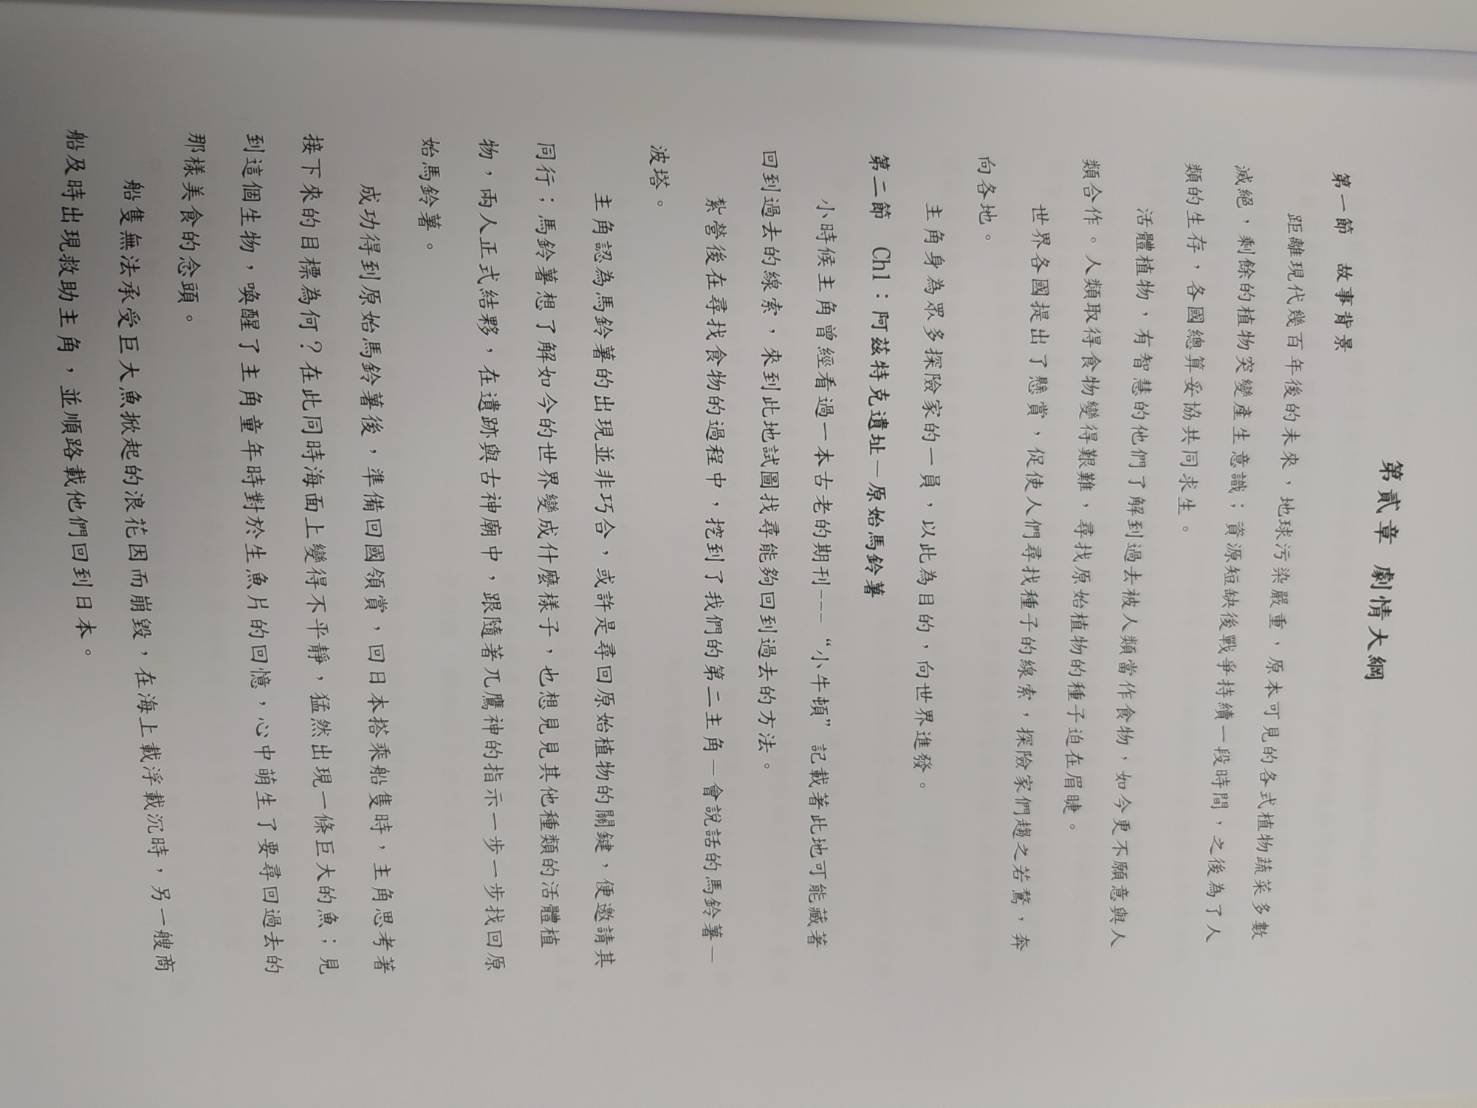 第貳章 劇情大綱
第一節 故事背景
距離現代幾百年後的未來，地球污染嚴重，原本可見的各式植物蔬菜多數
滅絕，剩餘的植物突變產生意識；資源短缺後戰爭持續一段時間，之後為了人
類的生存，各國總算妥協共同求生。
活體植物，有智慧的他們了解到過去被人類當作食物，如今更不願意與人
類合作。人類取得食物變得艱難，尋找原始植物的種子迫在眉睫。
世界各國提出了懸賞，促使人們尋找種子的線索，探險家們趨之若鶩，奔
向各地。
主角身為眾多探險家的一員，以此為目的，向世界進發。
第二節 Ch1：阿茲特克遺址－原始馬鈴薯
小時候主角曾經看過一本古老的期刊---“小牛頓”記載著此地可能藏著
回到過去的線索，來到此地試圖找尋能夠回到過去的方法。
紮營後在尋找食物的過程中，挖到了我們的第二主角－會說話的馬鈴薯－
波塔。
主角認為馬鈴薯的出現並非巧合，或許是尋回原始植物的關鍵，便邀請其
同行；馬鈴薯想了解如今的世界變成什麼樣子，也想見見其他種類的活體植
物，兩人正式結夥，在遺跡與古神廟中，跟隨著兀鷹神的指示一步一步找回原
始馬鈴薯。
成功得到原始馬鈴薯後，準備回國領賞，回日本搭乘船隻時，主角思考著
接下來的目標為何？在此同時海面上變得不平靜，猛然出現一條巨大的魚；見
到這個生物，喚醒了主角童年時對於生魚片的回憶，心中萌生了要尋回過去的
那樣美食的念頭。
船隻無法承受巨大魚掀起的浪花因而崩毀，在海上載浮載沉時，另一艘商
船及時出現救助主角，並順路載他們回到日本。